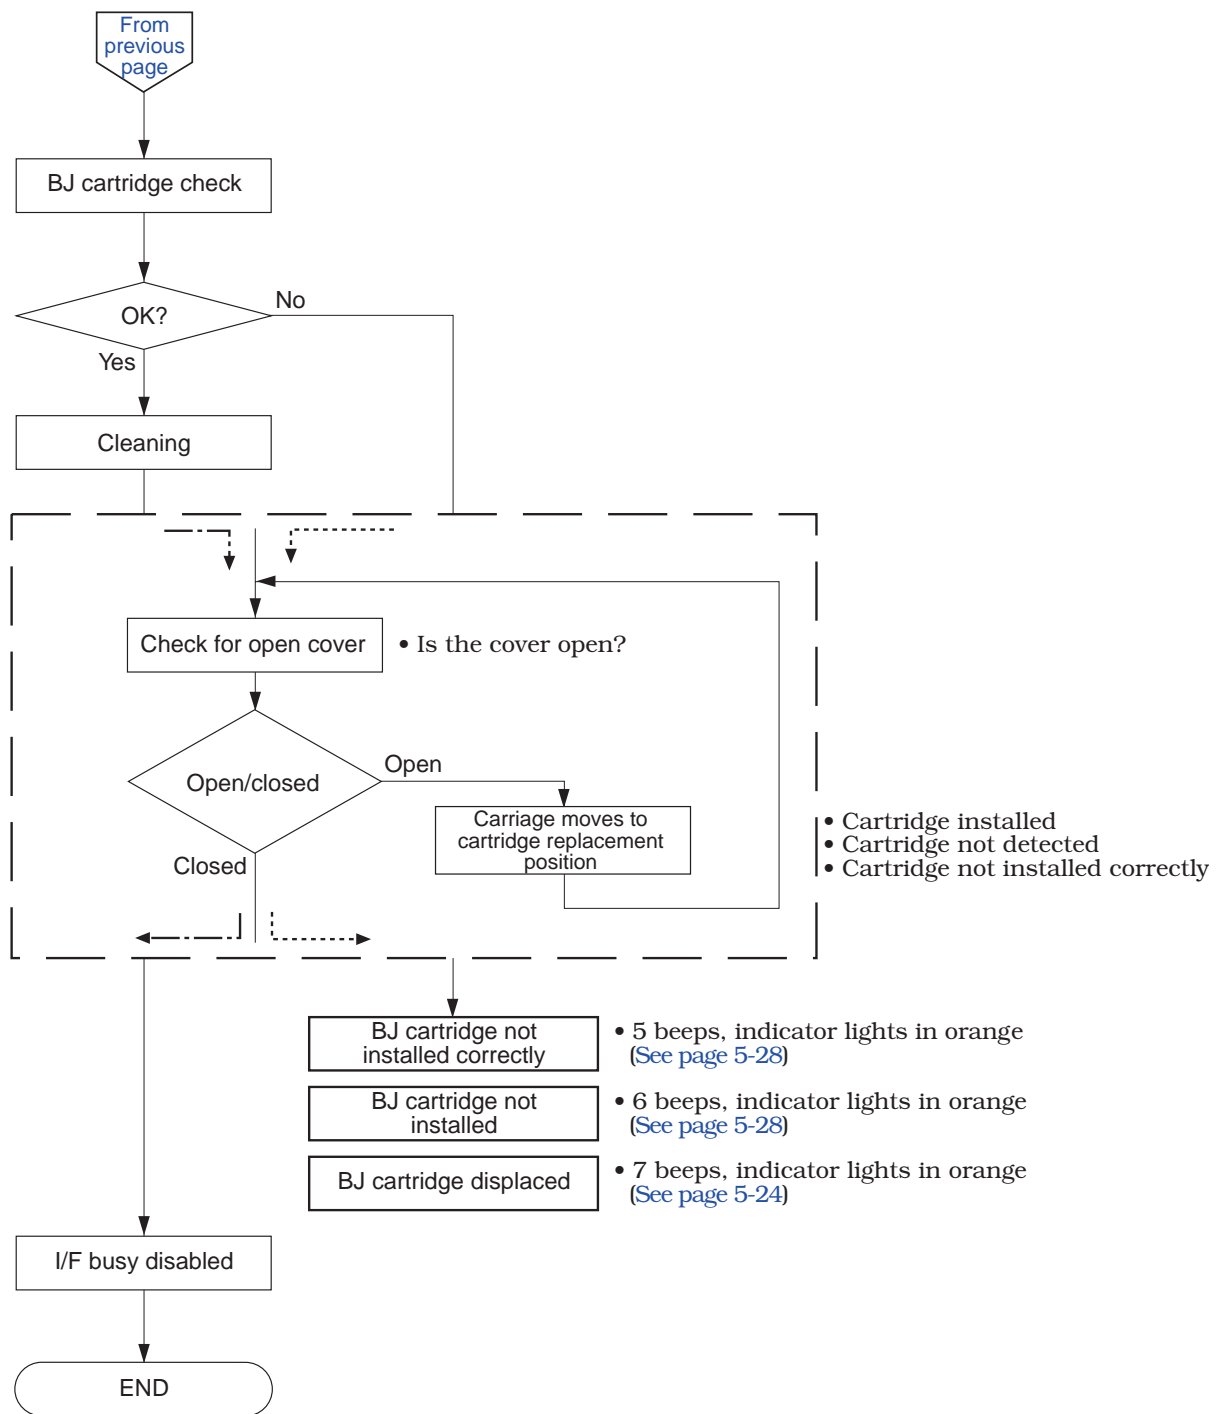 From
previous
page
BJ cartridge check
OK?
No
Yes
Cleaning
Check for open cover
• Is the cover open?
Open/closed
Open
Carriage moves to
cartridge replacement
position
Closed
• Cartridge installed
• Cartridge not detected
• Cartridge not installed correctly
BJ cartridge not
installed correctly
• 5 beeps, indicator lights in orange
(See page 5-28)
BJ cartridge not
installed
• 6 beeps, indicator lights in orange
(See page 5-28)
BJ cartridge displaced
• 7 beeps, indicator lights in orange
(See page 5-24)
I/F busy disabled
END